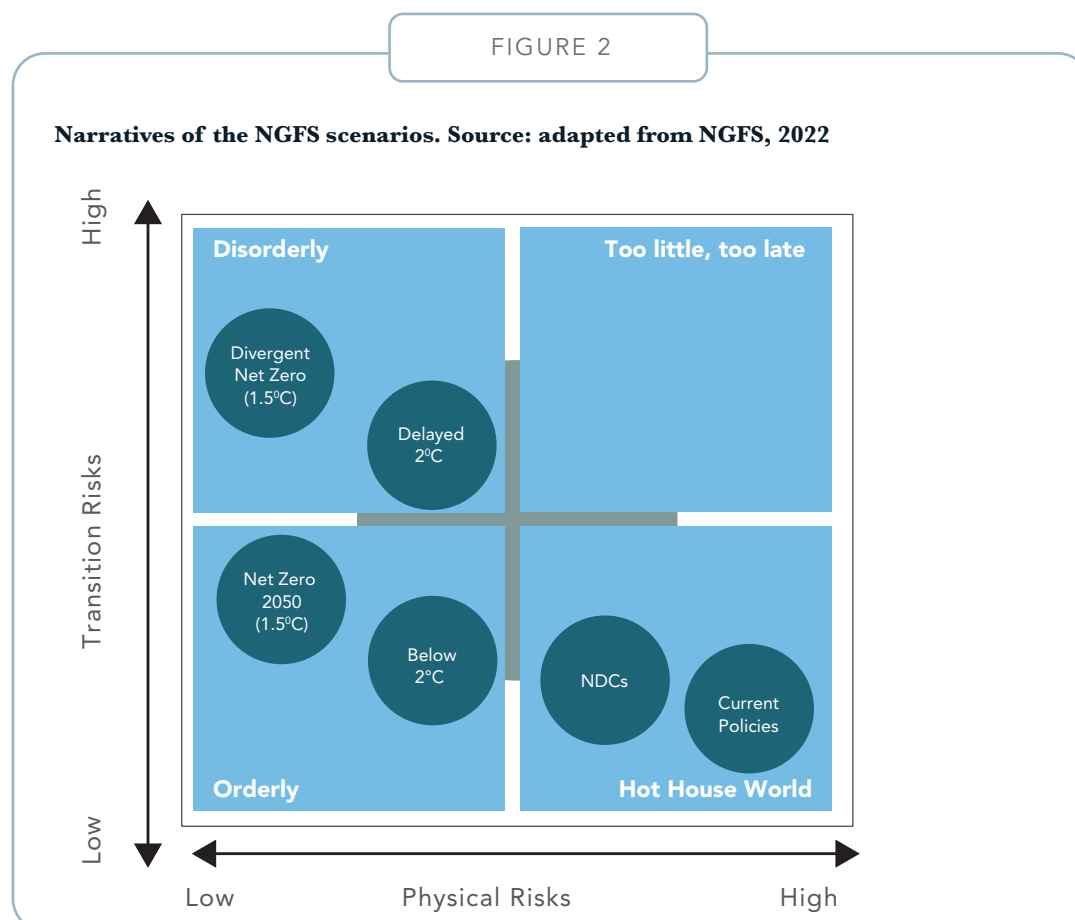 FIGURE 2
Narratives of the NGFS scenarios. Source: adapted from NGFS, 2022
High
Transition Risks
Low
Disorderly
Too little, too late
Divergent
Net Zero
(1.5⁰C)
Delayed
2⁰C
Net Zero
2050
(1.5⁰C)
Below
2°C
NDCs
Current
Policies
Orderly
Hot House World
Low
Physical Risks
High